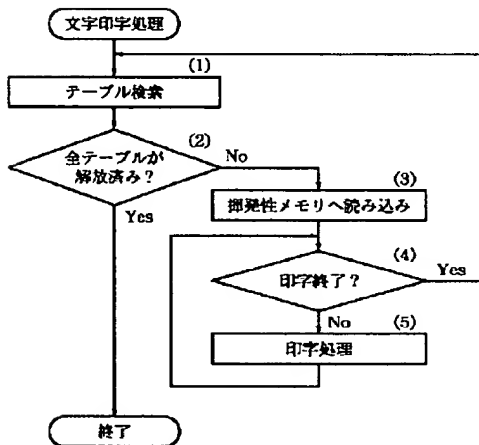 文字印字処理
(1)
テーブル検索
(2)
全テーブルが
解放済み？
No
Yes
(3)
揮発性メモリへ読み込み
(4)
印字終了？
Yes
No
(5)
印字処理
終了